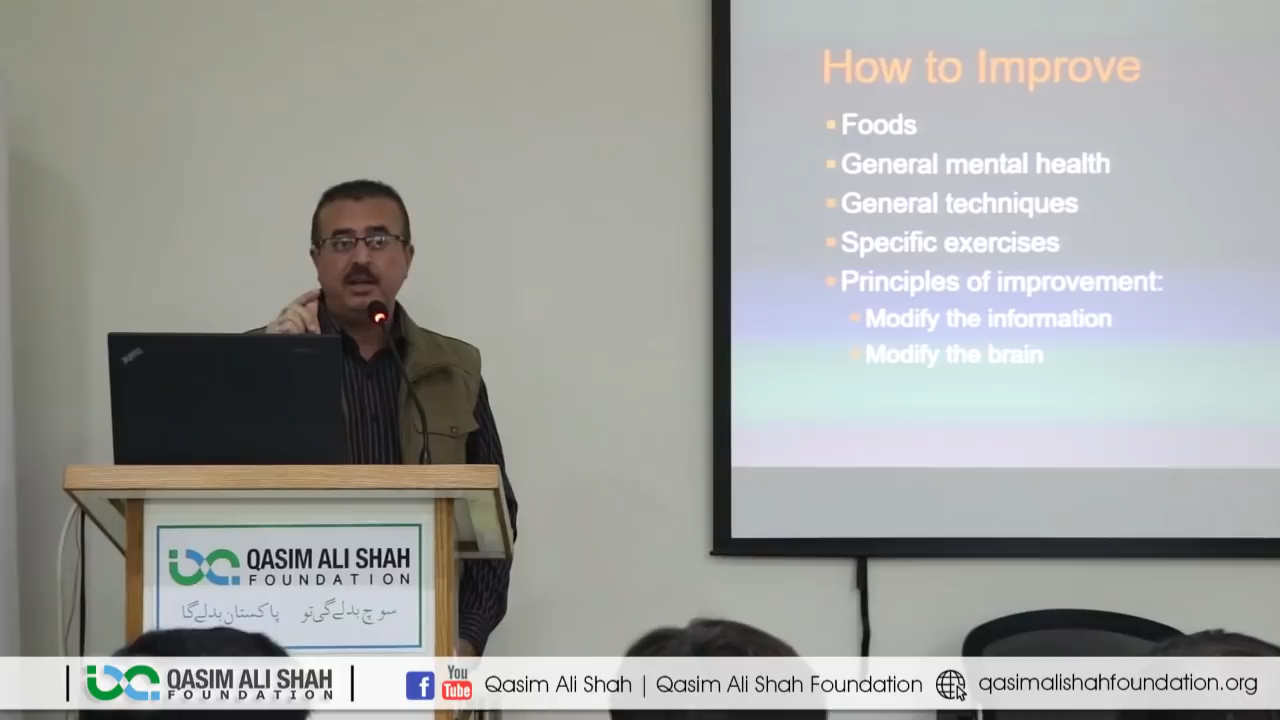 How to Improve
Foods
General mental health
General techniques
Specific exercises
Principles of improvement:
Modify the information
Modify the brain
QASIM ALI SHAH
FOUNDATION
سوچ بدلے گی تو پاکستان بدلے گا
QASIM ALI SHAH
FOUNDATION
f You Tube Qasim Ali Shah | Qasim Ali Shah Foundation qasimalishahfoundation.org